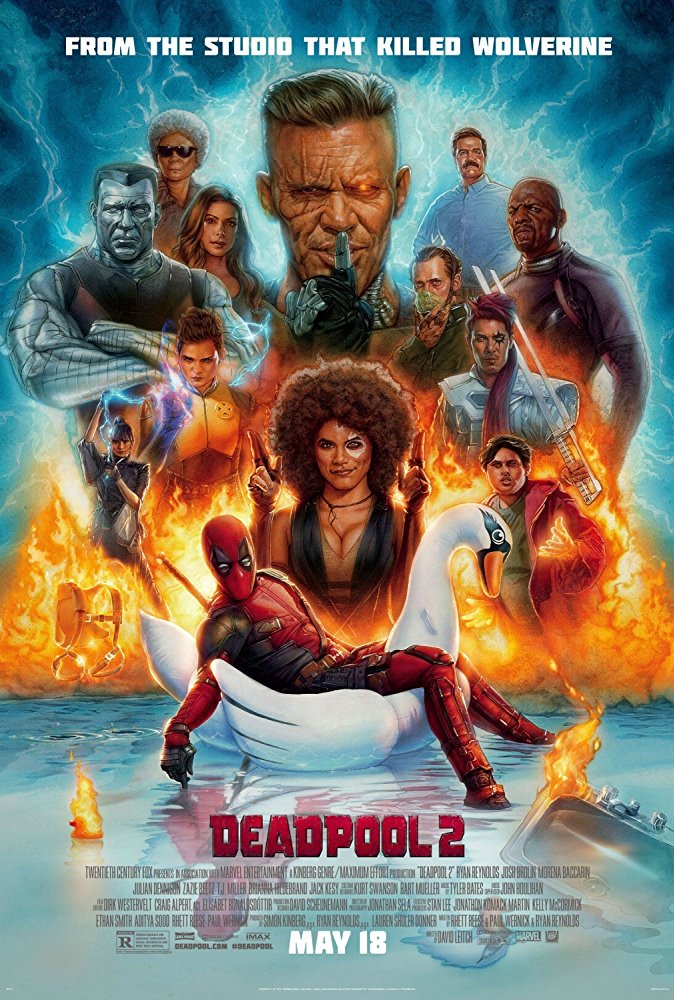 FROM THE STUDIO THAT KILLED WOLVERINE
DEADPOOL 2
TWENTIETH CENTURY FOX PRESENTS IN ASSOCIATION WITH MARVEL ENTERTAINMENT A KINBERG GENRE/MAXIMUM EFFORT PRODUCTION "DEADPOOL 2" RYAN REYNOLDS JOSH BROLIN MORENA BACCARIN
JULIAN DENNISON ZAZIE BEETZ T.J. MILLER BRIANNA HILDEBRAND JACK KESY KURT SWANSON BART MUELLER TYLER BATES JOHN HOULIHAN
DIRK WESTERVELT CRAIG ALPERT ELISABET RONALDSDÓTTIR DAVID SCHEUNEMANN JONATHAN SELA STAN LEE JONATHON KOMACK MARTIN KELLY McCORMICK
ETHAN SMITH ADITYA SOOD RHETT REESE PAUL WERNICK SIMON KINBERG RYAN REYNOLDS LAUREN SHULER DONNER RHETT REESE & PAUL WERNICK & RYAN REYNOLDS
DAVID LEITCH
R
DEADPOOL.COM #DEADPOOL
IMAX
MAY 18
MARVEL